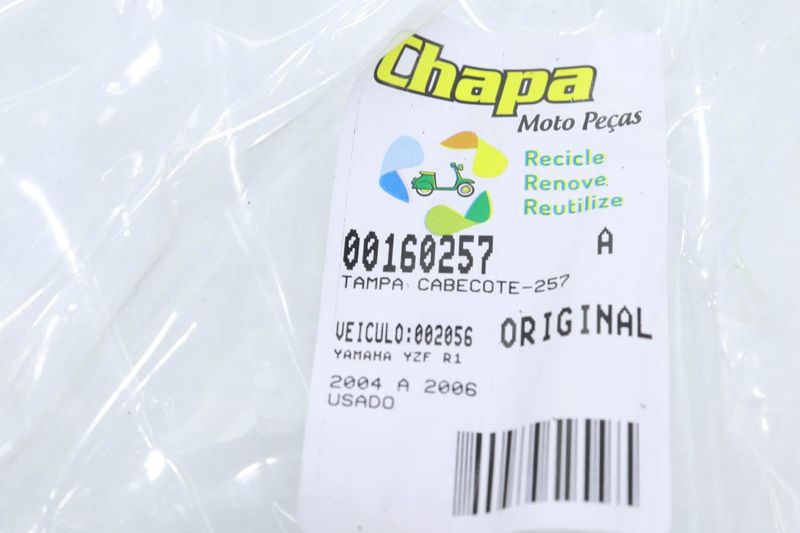 Chapa
Moto Peças
Recicle
Renove
Reutilize
00160257 A
TAMPA CABECOTE-257
VEICULO:002056 ORIGINAL
YAMAHA YZF R1
2004 A 2006
USADO